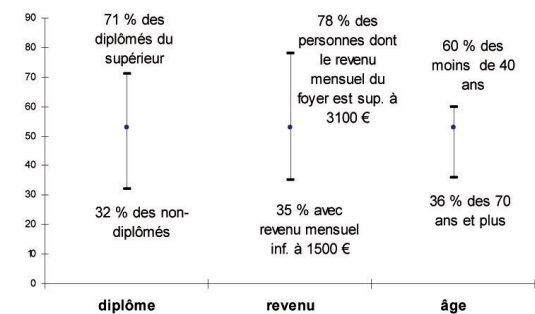 90
80
70
60
50
40
30
20
10
0
71 % des
diplômés du
supérieur
32 % des non-
diplômés
78 % des
personnes dont
le revenu
mensuel du
foyer est sup. à
3100 €
35 % avec
revenu mensuel
inf. à 1500 €
60 % des
moins de 40
ans
36 % des 70
ans et plus
diplôme
revenu
âge